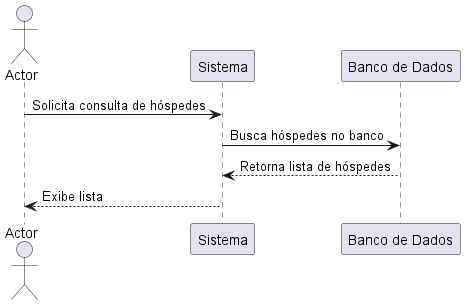 Actor
Sistema
Banco de Dados
Solicita consulta de hóspedes
Busca hóspedes no banco
Retorna lista de hóspedes
Exibe lista
Actor
Sistema
Banco de Dados